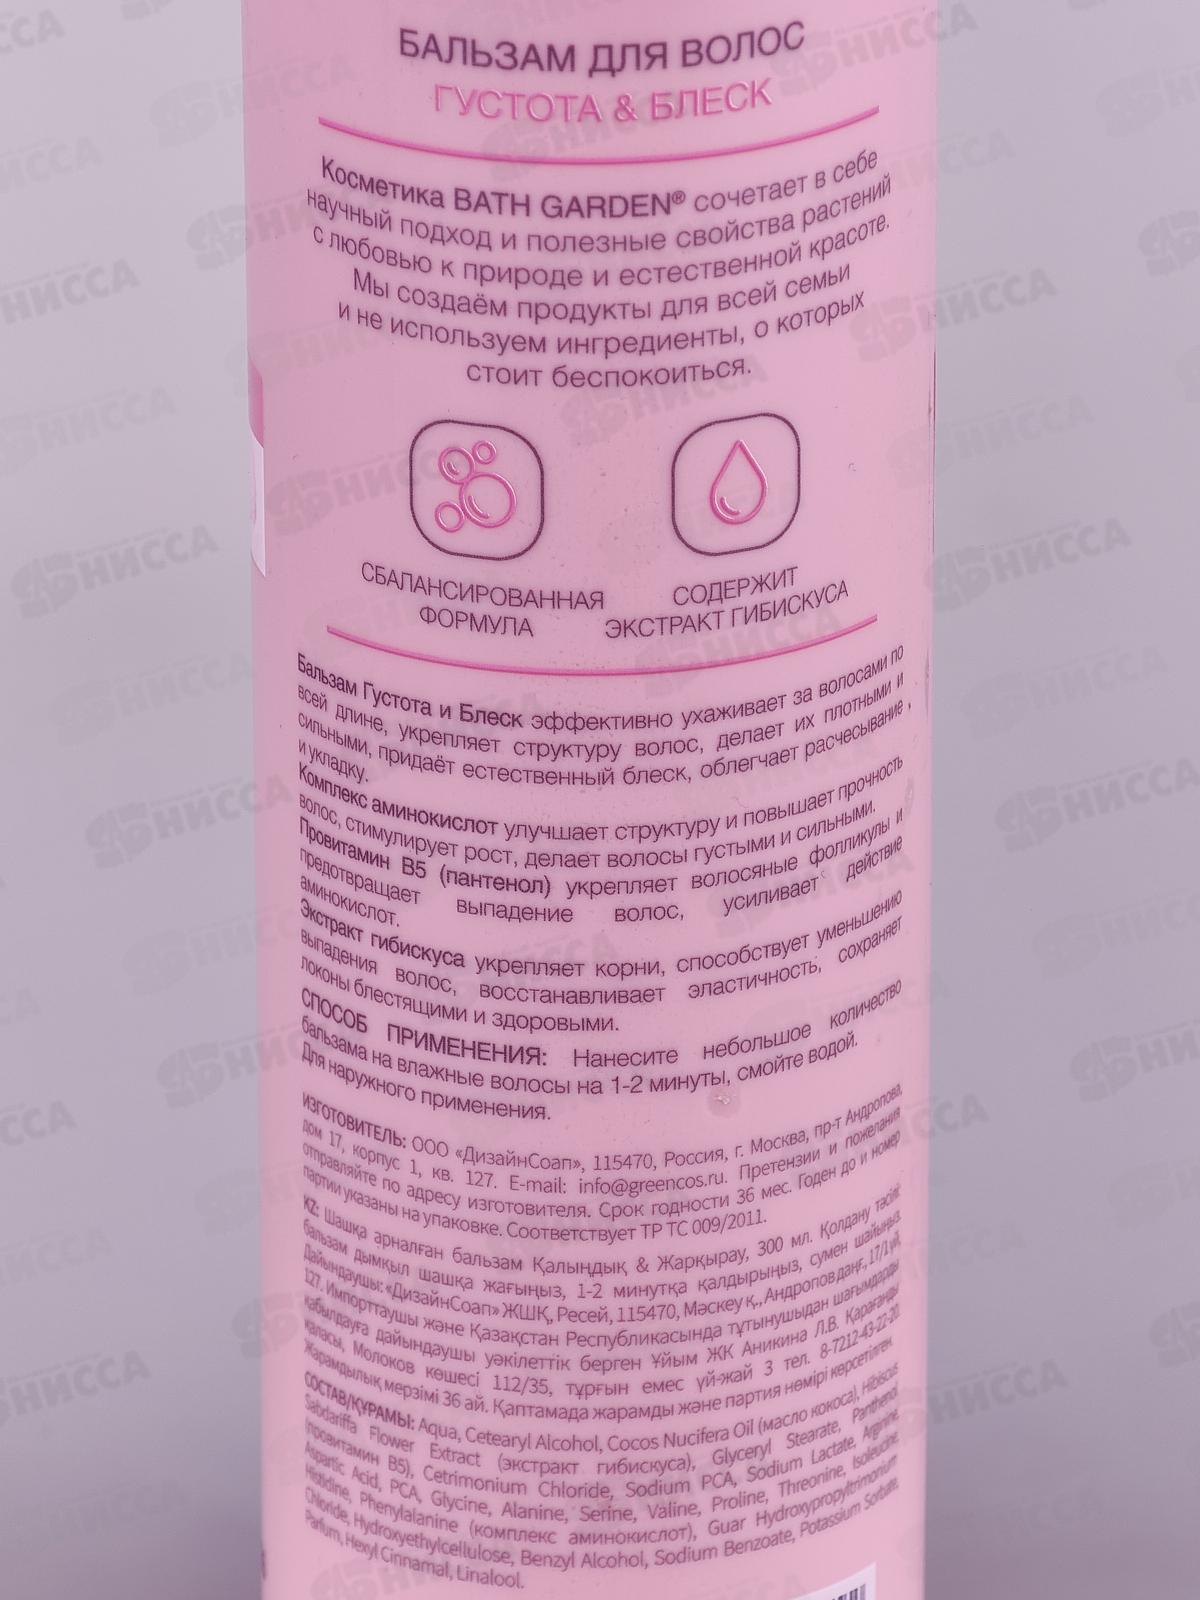 БАЛЬЗАМ ДЛЯ ВОЛОС
ГУСТОТА & БЛЕСК
Косметика BATH GARDEN® сочетает в себе
научный подход и полезные свойства растений
с любовью к природе и естественной красоте.
Мы создаём продукты для всей семьи
и не используем ингредиенты, о которых
стоит беспокоиться.
СБАЛАНСИРОВАННАЯ
ФОРМУЛА
СОДЕРЖИТ
ЭКСТРАКТ ГИБИСКУСА
Бальзам Густота и Блеск эффективно ухаживает за волосами по
всей длине, укрепляет структуру волос, делает их плотными и
сильными, придаёт естественный блеск, облегчает расчесывание
и укладку.
Комплекс аминокислот улучшает структуру и повышает прочность
волос, стимулирует рост, делает волосы густыми и сильными.
Провитамин B5 (пантенол) укрепляет волосяные фолликулы и
предотвращает выпадение волос, усиливает действие
аминокислот.
Экстракт гибискуса укрепляет корни, способствует уменьшению
выпадения волос, восстанавливает эластичность, сохраняет
локоны блестящими и здоровыми.
СПОСОБ ПРИМЕНЕНИЯ: Нанесите небольшое количество
бальзама на влажные волосы на 1-2 минуты, смойте водой.
Для наружного применения.
ИЗГОТОВИТЕЛЬ: ООО «ДизайнСоап», 115470, Россия, г. Москва, пр-т Андропова,
дом 17, корпус 1, кв. 127. E-mail: info@greencos.ru. Претензии и пожелания
отправляйте по адресу изготовителя. Срок годности 36 мес. Годен до и номер
партии указаны на упаковке. Соответствует ТР ТС 009/2011.
KZ: Шашқа арналған бальзам Қалыңдық & Жарқырау, 300 мл. Қолдану тәсілі:
бальзам дымқыл шашқа жағыңыз, 1-2 минутқа қалдырыңыз, сумен шайыңыз.
Дайындаушы: «ДизайнСоап» ЖШҚ, Ресей, 115470, Мәскеу қ., Андропов даңғ, 17/1 үй,
127. Импорттаушы және Қазақстан Республикасында тұтынушыдан шағымдарды
қабылдауға дайындаушы уәкілеттік берген Ұйым ЖК Аникина Л.В. Қарағанды
қаласы, Молоков көшесі 112/35, тұрғын емес үй-жай 3 тел. 8-7212-43-22-20.
Жарамдылық мерзімі 36 ай. Қаптамада жарамды және партия нөмірі көрсетілген.
СОСТАВ/ҚҰРАМЫ: Aqua, Cetearyl Alcohol, Cocos Nucifera Oil (масло кокоса), Hibiscus
Sabdariffa Flower Extract (экстракт гибискуса), Glyceryl Stearate, Panthenol
(провитамин B5), Cetrimonium Chloride, Sodium PCA, Sodium Lactate, Arginine,
Aspartic Acid, PCA, Glycine, Alanine, Serine, Valine, Proline, Threonine, Isoleucine,
Histidine, Phenylalanine (комплекс аминокислот), Guar Hydroxypropyltrimonium
Chloride, Hydroxyethylcellulose, Benzyl Alcohol, Sodium Benzoate, Potassium Sorbate,
Parfum, Hexyl Cinnamal, Linalool.
НИССА